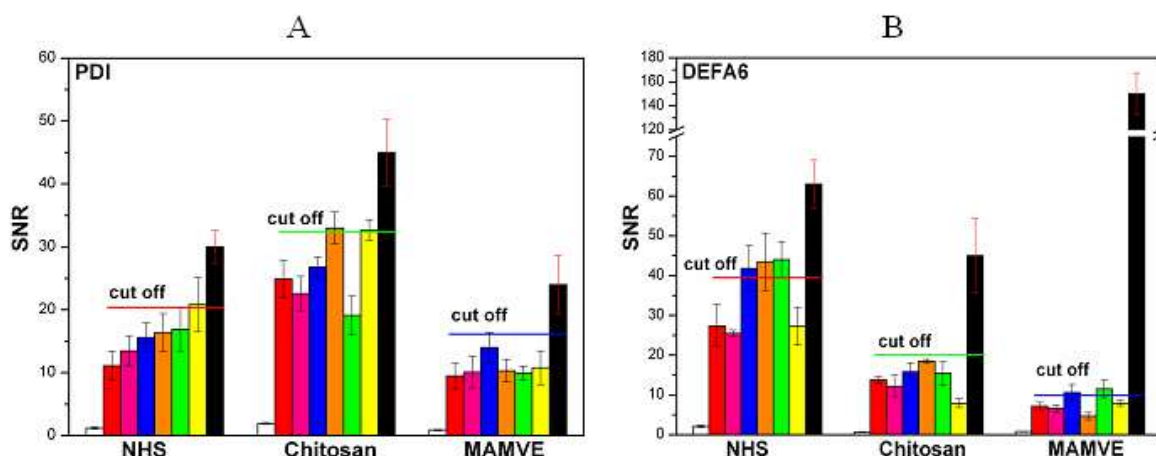 A
PDI
SNR
60
50
40
30
20
10
0
cut off
cut off
cut off
NHS
Chitosan
MAMVE
B
DEFA6
SNR
180
160
140
120
70
60
50
40
30
20
10
0
cut off
cut off
cut off
NHS
Chitosan
MAMVE